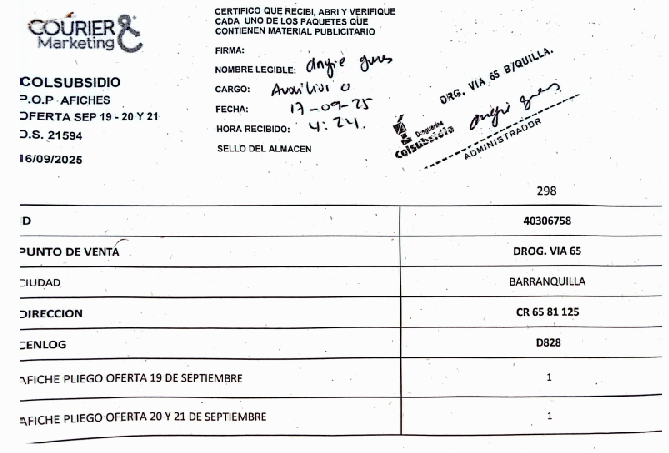 COURIER &
Marketing
COLSUBSIDIO
P.O.P AFICHES
OFERTA SEP 19 - 20 Y 21
O.S. 21594
16/09/2025
CERTIFICO QUE RECIBI, ABRI Y VERIFIQUE
CADA UNO DE LOS PAQUETES QUE
CONTIENEN MATERIAL PUBLICITARIO
FIRMA:
NOMBRE LEGIBLE: Angie
CARGO: Auxiliar
FECHA: 17-09-25
HORA RECIBIDO: 4:24.
SELLO DEL ALMACEN
DRG. VIA 65 B/QUILLA.
Droguerías
Colsubsidio
ADMINISTRADOR
298
ID 40306758
PUNTO DE VENTA DROG. VIA 65
CIUDAD BARRANQUILLA
DIRECCION CR 65 81 125
CENLOG D828
AFICHE PLIEGO OFERTA 19 DE SEPTIEMBRE 1
AFICHE PLIEGO OFERTA 20 Y 21 DE SEPTIEMBRE 1